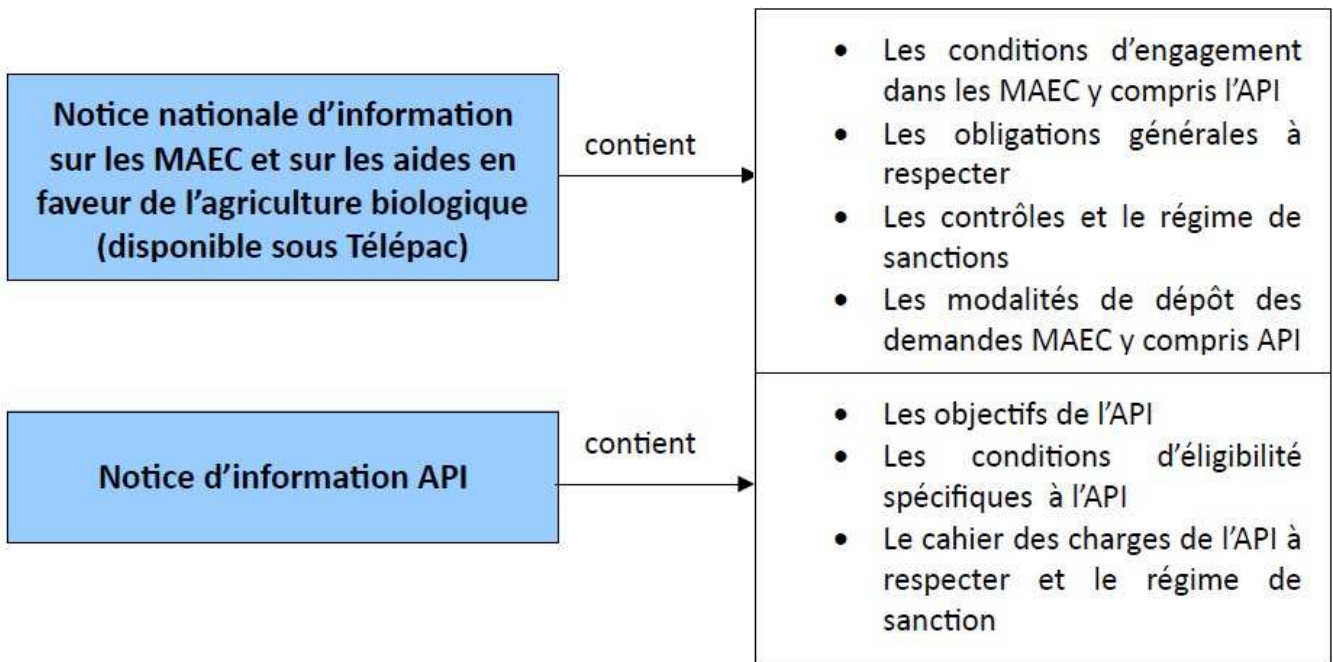 Notice nationale d’information
sur les MAEC et sur les aides en
faveur de l’agriculture biologique
(disponible sous Télépac)
contient
• Les conditions d’engagement
dans les MAEC y compris l’API
• Les obligations générales à
respecter
• Les contrôles et le régime de
sanctions
• Les modalités de dépôt des
demandes MAEC y compris API
Notice d’information API
contient
• Les objectifs de l’API
• Les conditions d’éligibilité
spécifiques à l’API
• Le cahier des charges de l’API à
respecter et le régime de
sanction